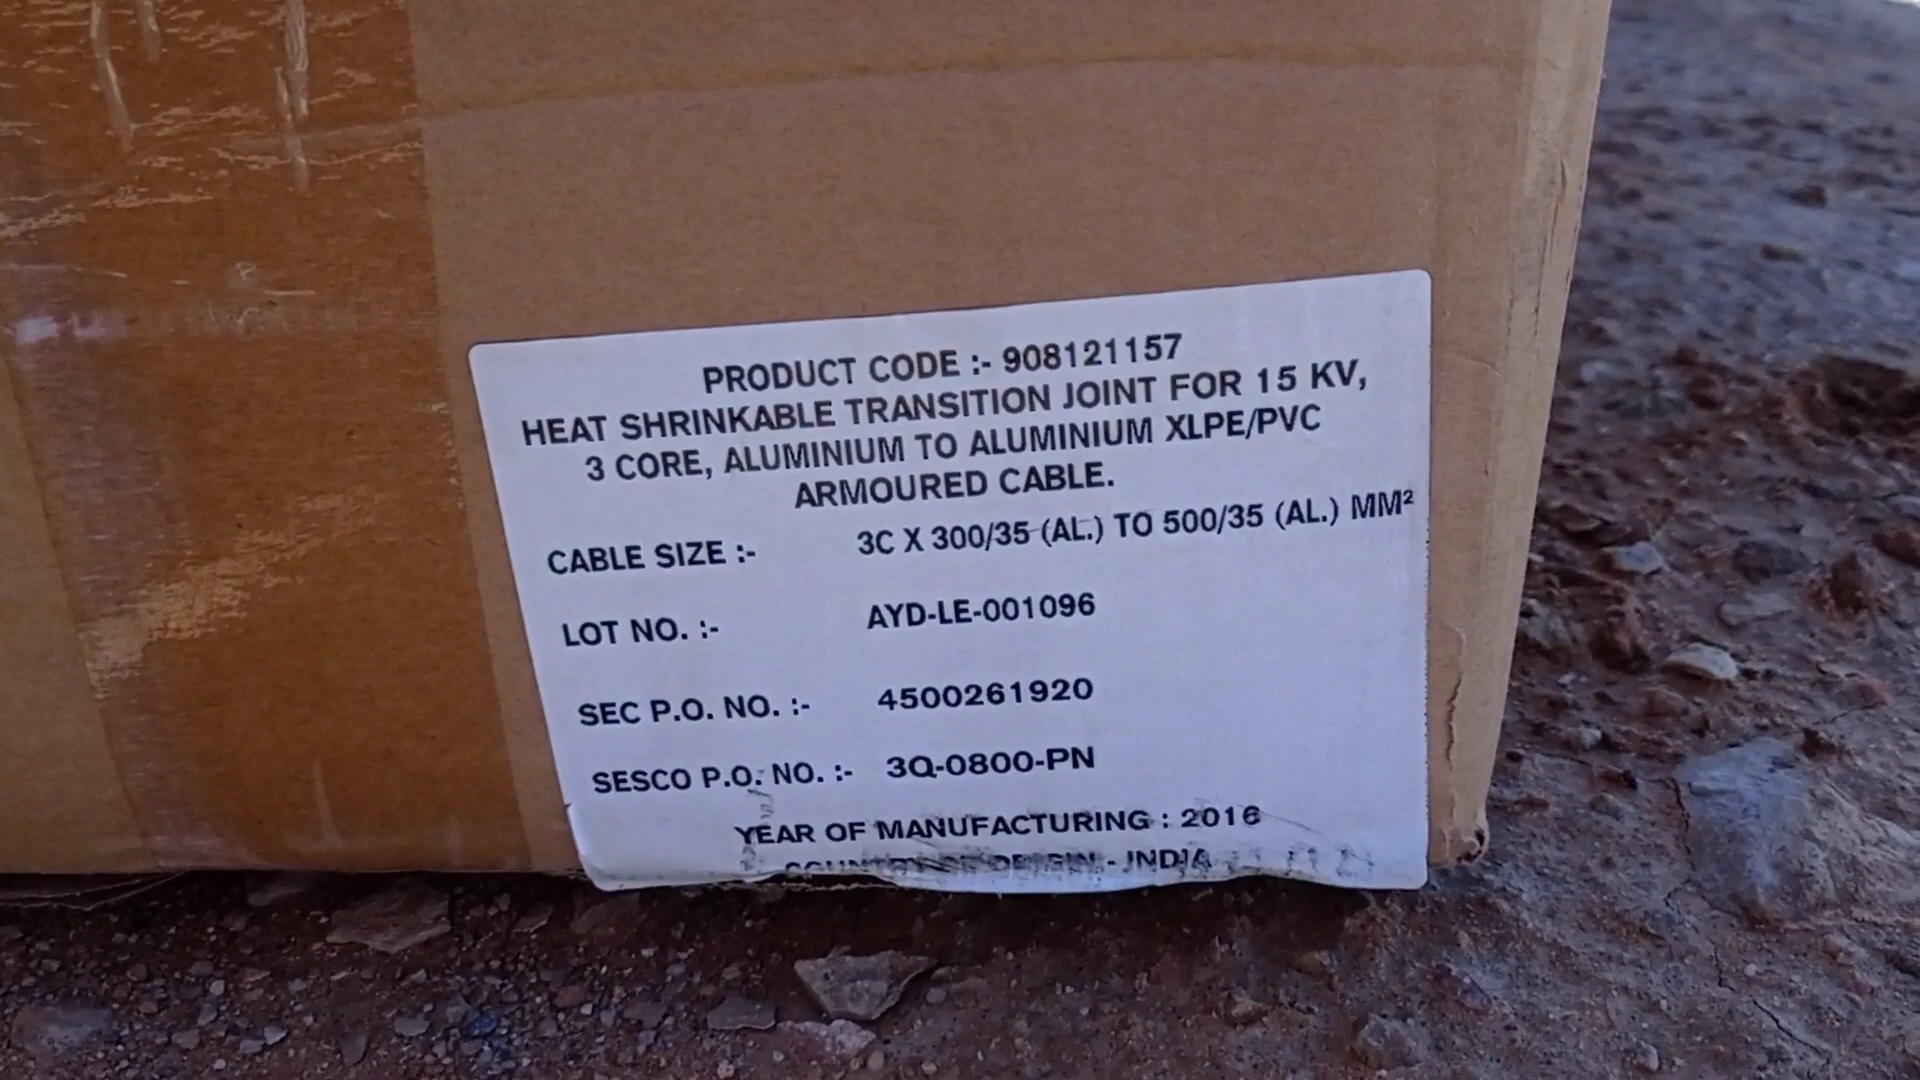 PRODUCT CODE :- 908121157
HEAT SHRINKABLE TRANSITION JOINT FOR 15 KV,
3 CORE, ALUMINIUM TO ALUMINIUM XLPE/PVC
ARMOURED CABLE.
CABLE SIZE :- 3C X 300/35 (AL.) TO 500/35 (AL.) MM²
LOT NO. :- AYD-LE-001096
SEC P.O. NO. :- 4500261920
SESCO P.O. NO. :- 3Q-0800-PN
YEAR OF MANUFACTURING : 2016
COUNTRY OF ORIGIN - INDIA